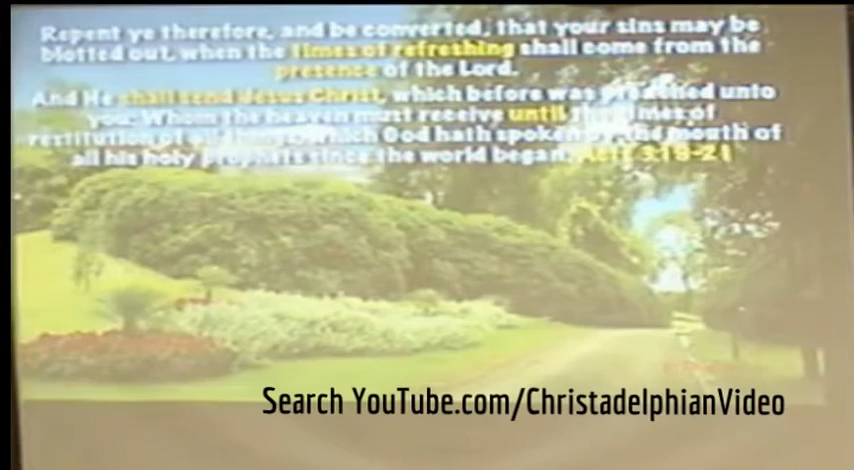 Repent ye therefore, and be converted, that your sins may be
blotted out, when the times of refreshing shall come from the
presence of the Lord.
And He shall send Jesus Christ, which before was preached unto
you: Whom the heaven must receive until the times of
restitution of all things, which God hath spoken by the mouth of
all his holy prophets since the world began. Acts 3:19-21
Search YouTube.com/ChristadelphianVideo